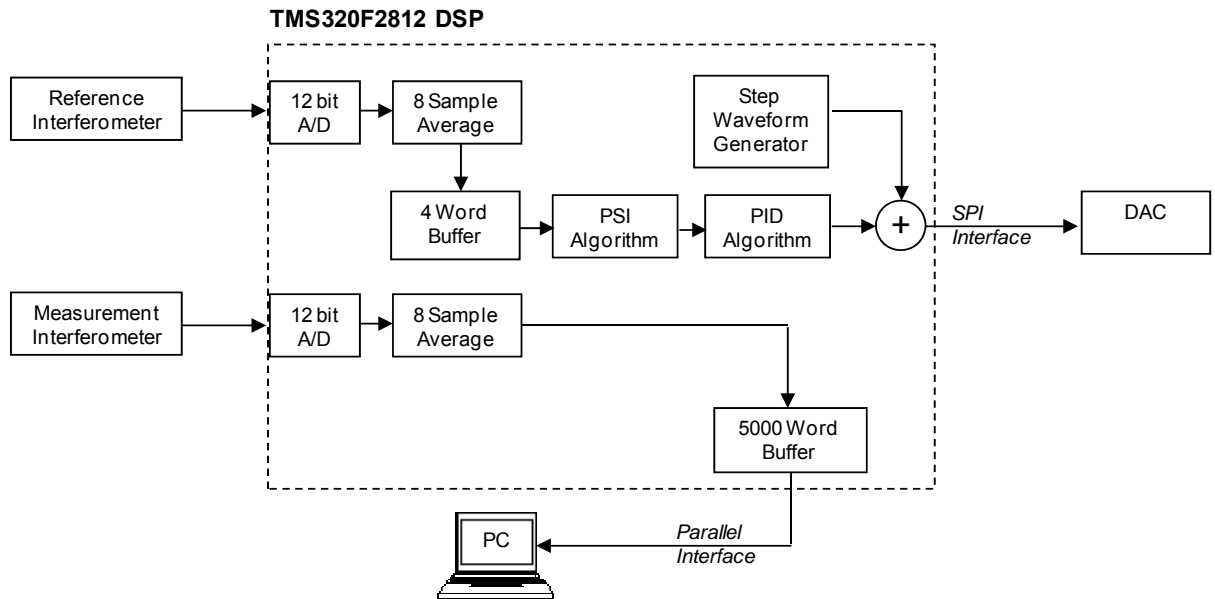 TMS320F2812 DSP
Reference
Interferometer
12 bit
A/D
8 Sample
Average
Step
Waveform
Generator
4 Word
Buffer
PSI
Algorithm
PID
Algorithm
+
SPI
Interface
DAC
Measurement
Interferometer
12 bit
A/D
8 Sample
Average
5000 Word
Buffer
PC
Parallel
Interface